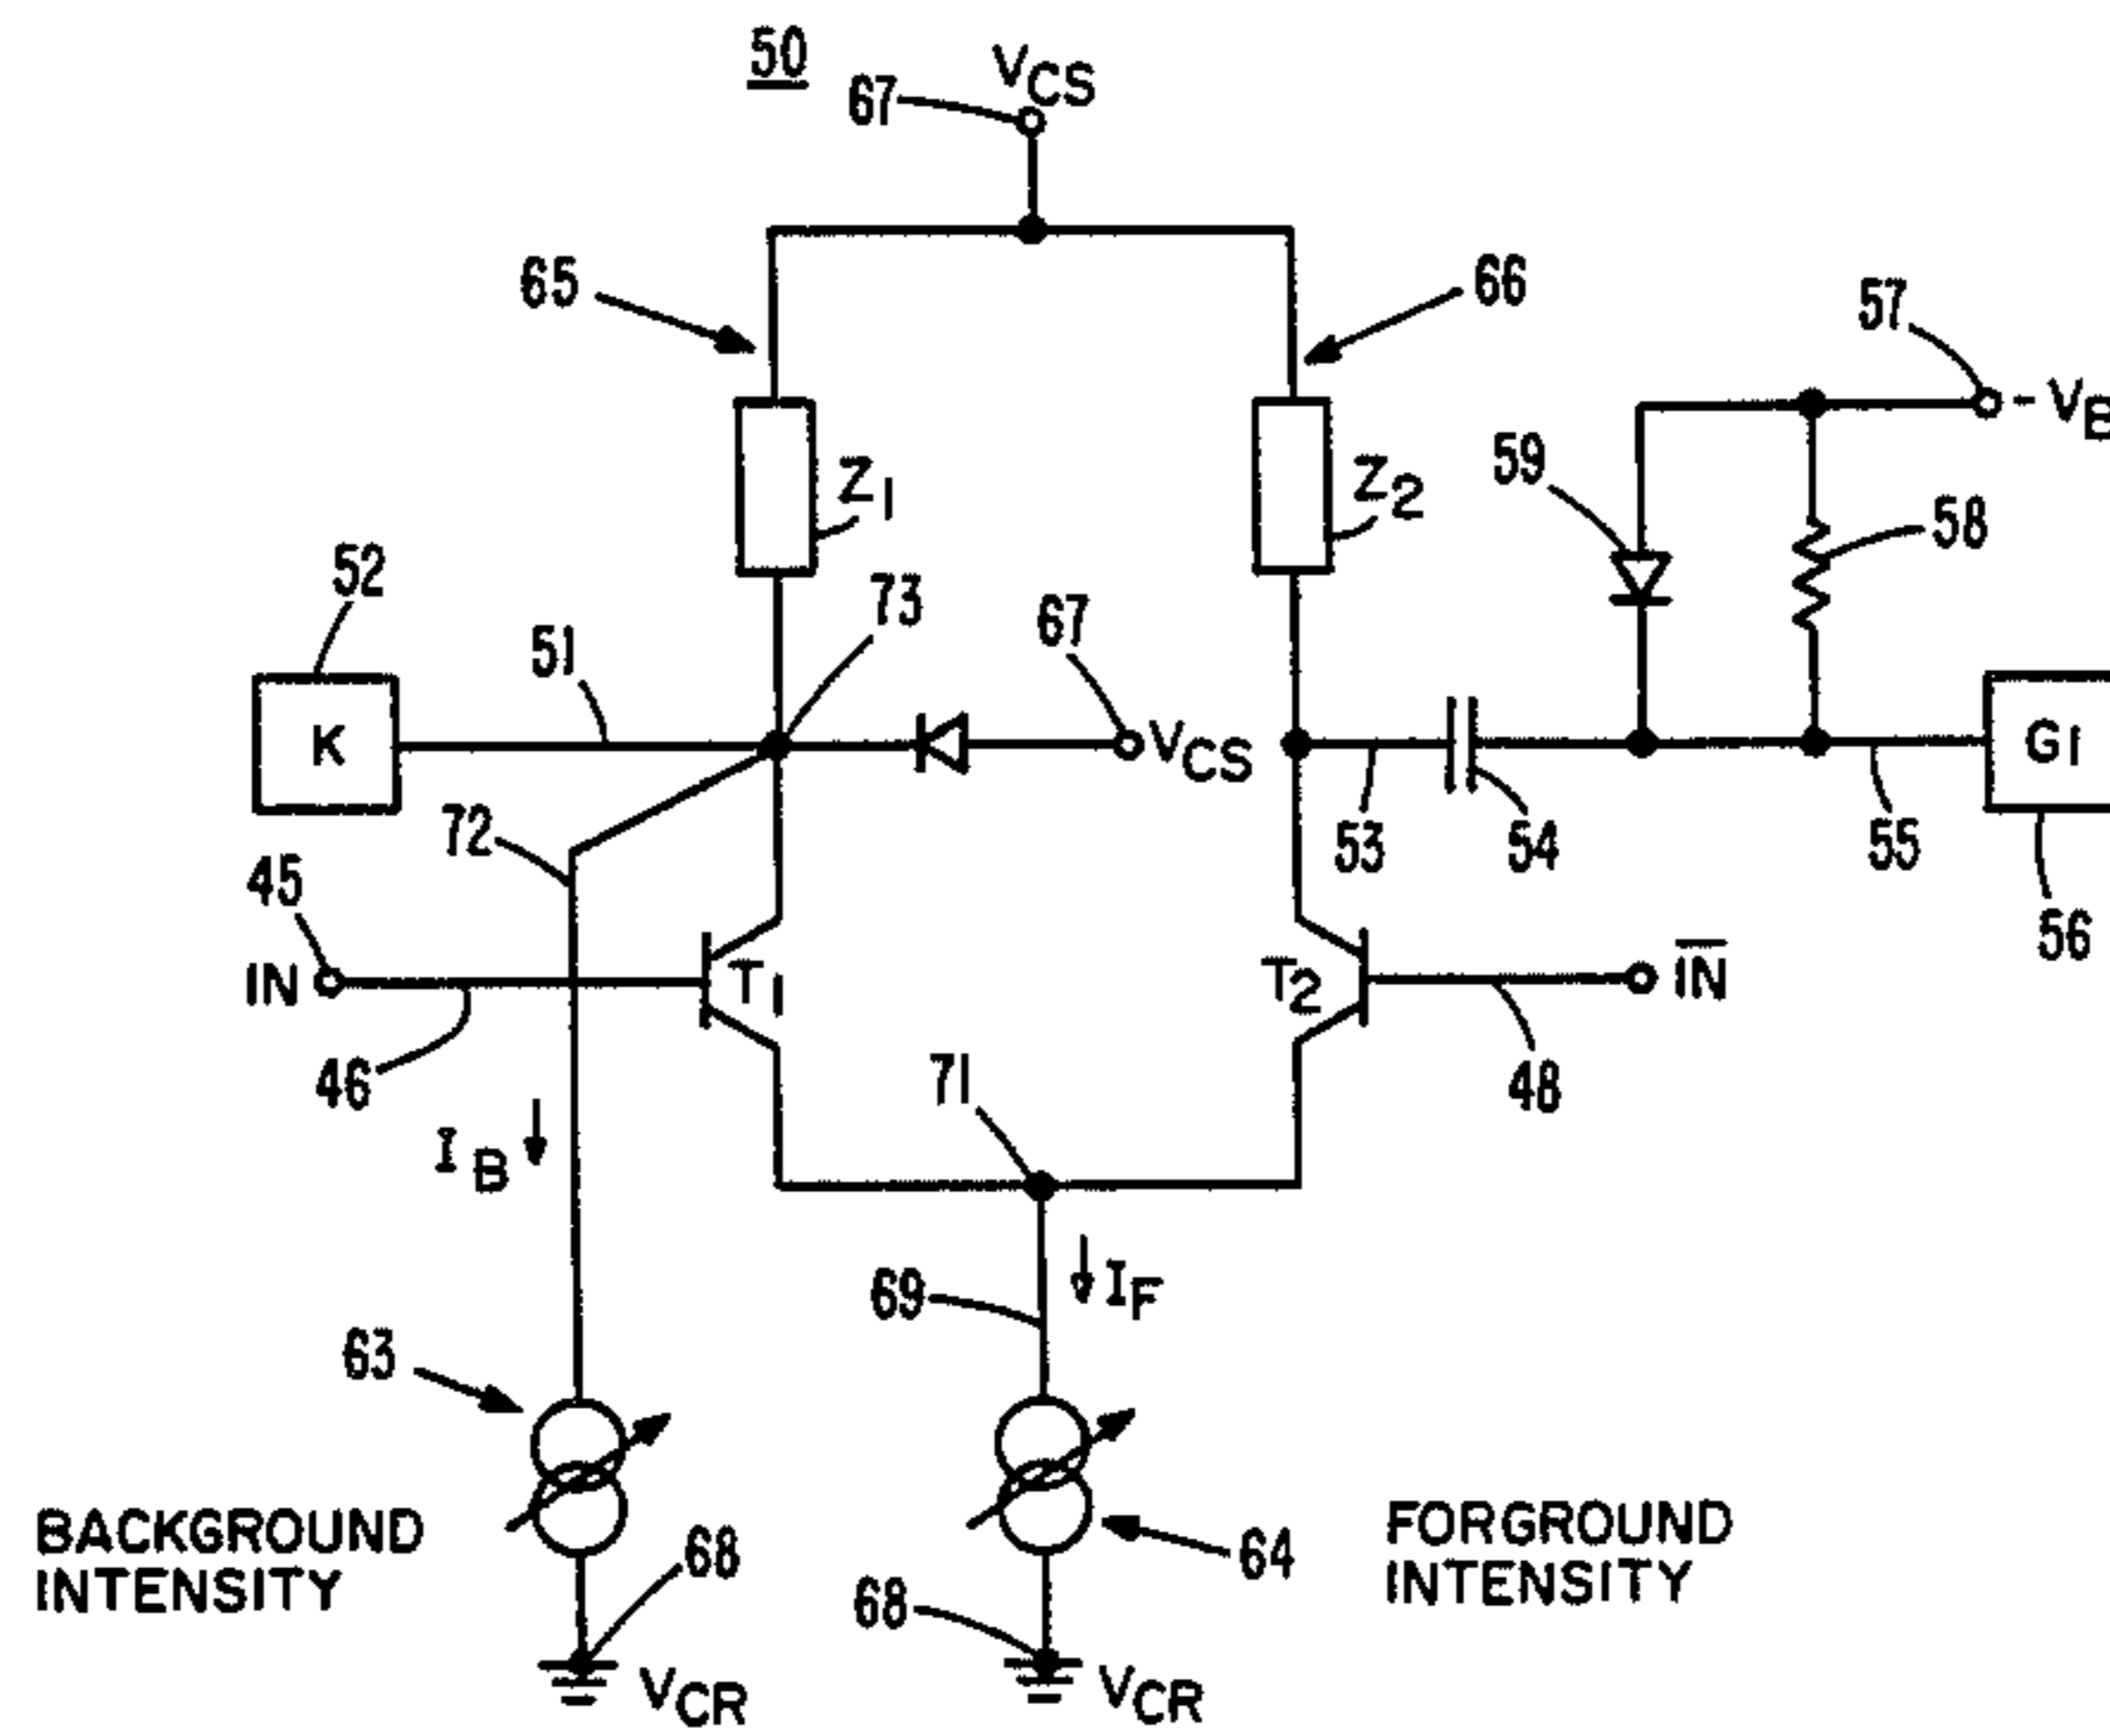 50
67 VCS
65
66
57
-VB
59
58
Z1
Z2
52
73
67
51
K
VCS
G1
72
53
54
55
45
56
IN
T1
T2
IN
46
71
48
IB
69
IF
63
BACKGROUND
INTENSITY
68
64
FORGROUND
INTENSITY
68
VCR
VCR